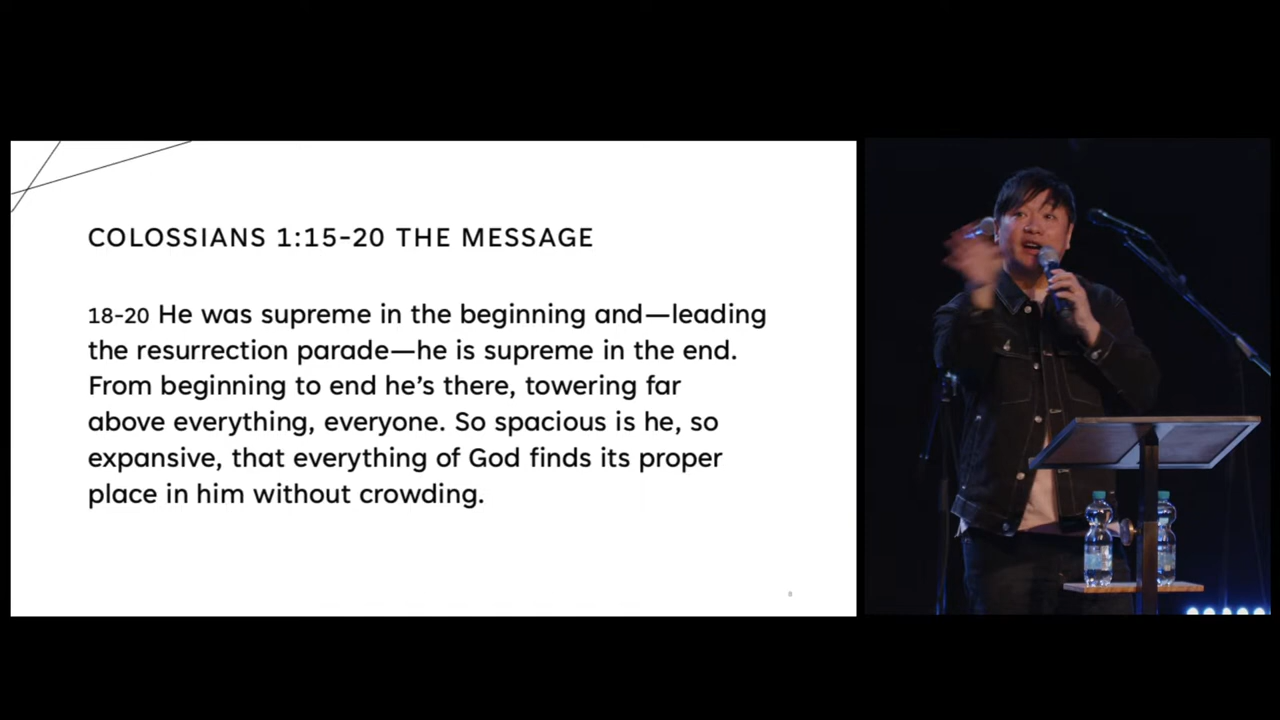 COLOSSIANS 1:15-20 THE MESSAGE
18-20 He was supreme in the beginning and—leading
the resurrection parade—he is supreme in the end.
From beginning to end he's there, towering far
above everything, everyone. So spacious is he, so
expansive, that everything of God finds its proper
place in him without crowding.